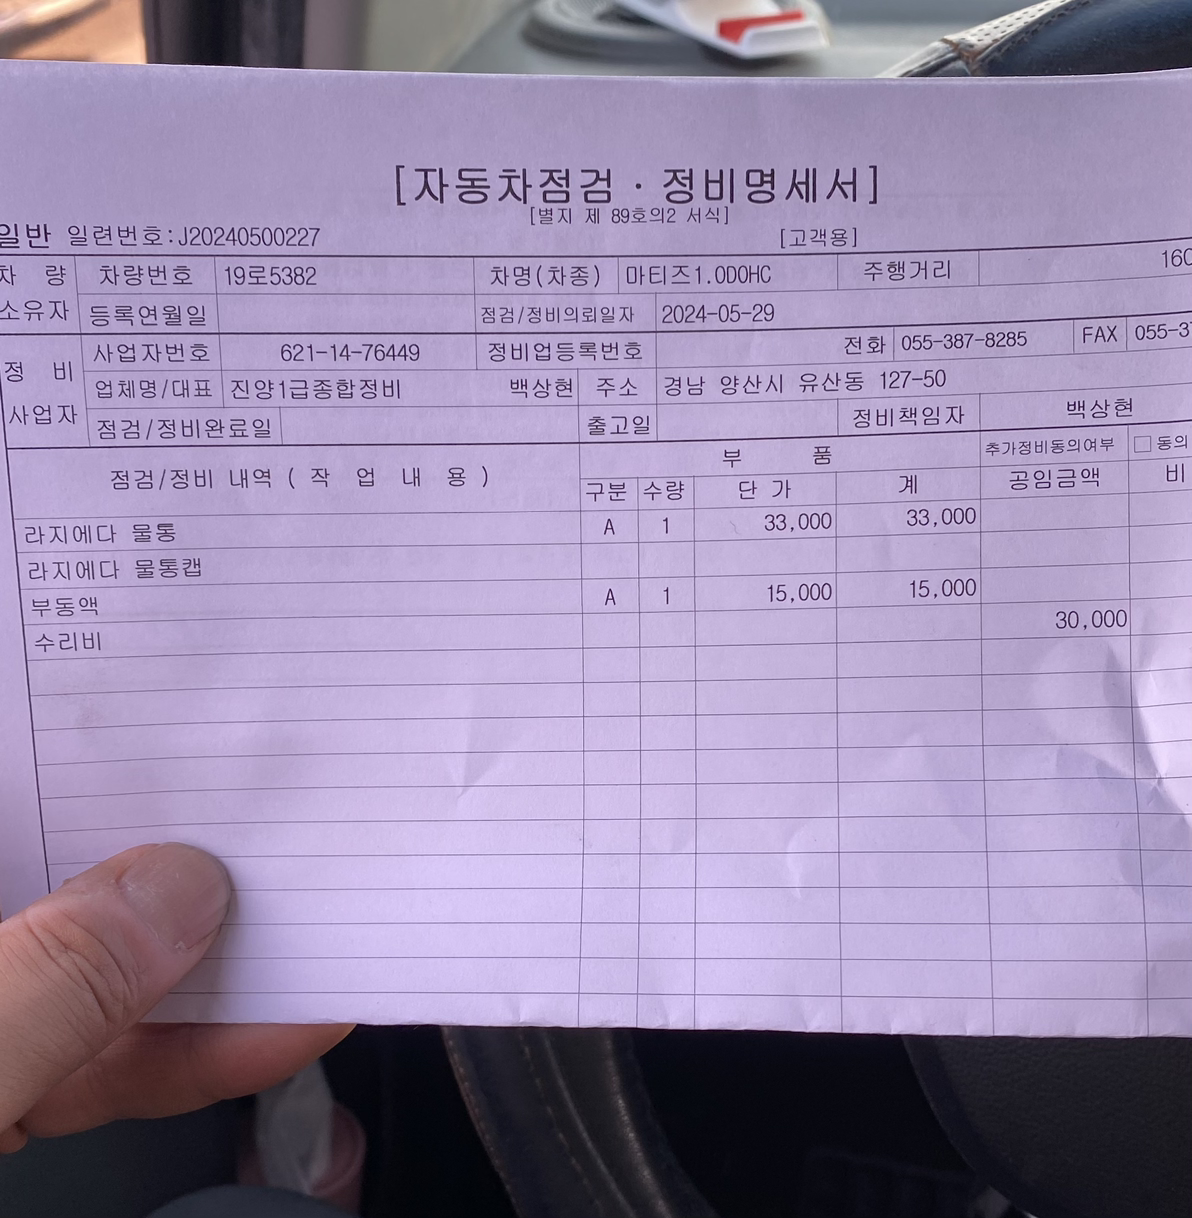 [자동차점검 · 정비명세서]
[별지 제 89호의2 서식]
일반 일련번호:J20240500227 [고객용]
차 량 차량번호 19로5382 차명(차종) 마티즈1.0DOHC 주행거리 160
소유자 등록연월일 점검/정비의뢰일자 2024-05-29
정 비 사업자번호 621-14-76449 정비업등록번호 전화 055-387-8285 FAX 055-3
업체명/대표 진양1급종합정비 백상현 주소 경남 양산시 유산동 127-50
사업자 점검/정비완료일 출고일 정비책임자 백상현
점검/정비 내역 ( 작 업 내 용 ) 부 품 추가정비동의여부 □ 동의
구분 수량 단 가 계 공임금액 비
라지에다 물통 A 1 33,000 33,000
라지에다 물통캡
부동액 A 1 15,000 15,000
수리비 30,000